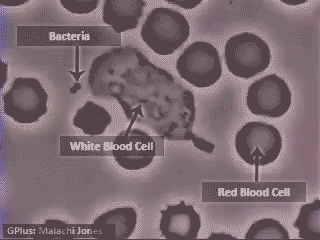 Bacteria
White Blood Cell
Red Blood Cell
GPlus: Malachi Jones